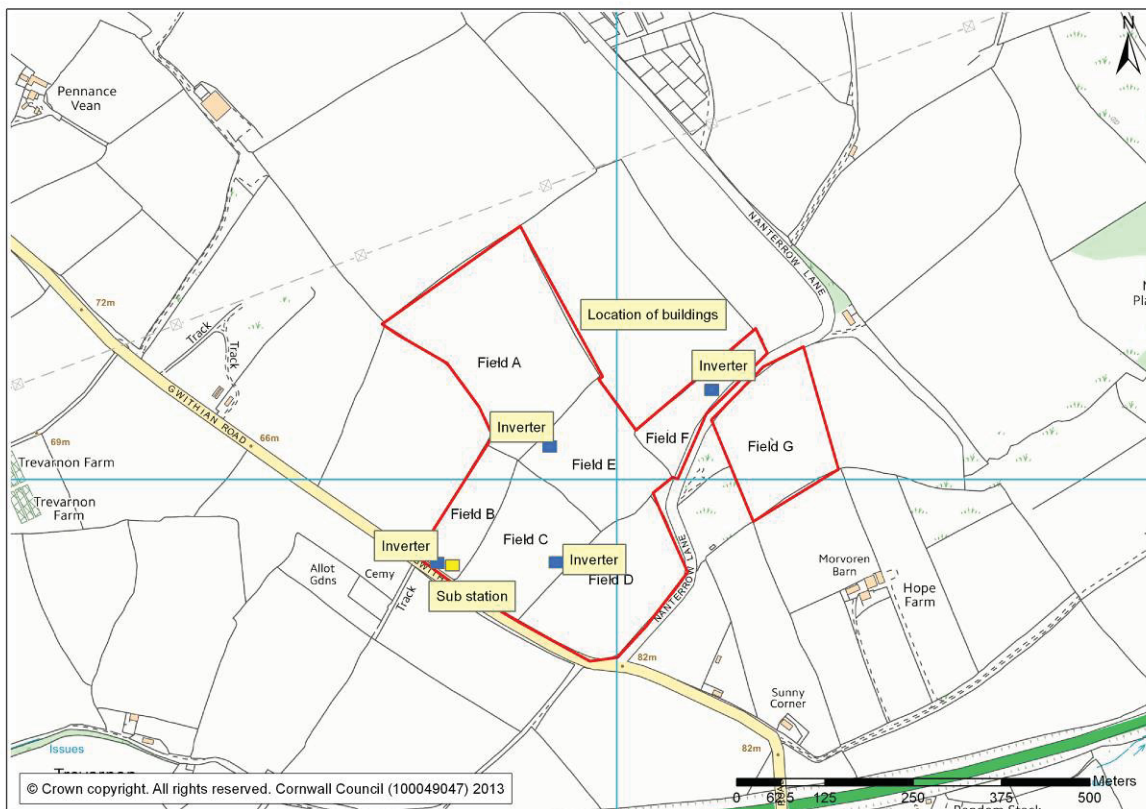 N
Pennance
Vean
NANTERROW LANE
72m
Location of buildings
Track
Track
Field A
Inverter
GWITHIAN ROAD
66m
69m
Inverter
Field F
Field G
Trevarnon Farm
Field E
Trevarnon
Farm
Field B
Inverter
Field C
Inverter
Allot
Gdns
Cemy
Field D
Morvoren
Barn
Track
Sub station
Hope
Farm
NANTERROW LANE
82m
Sunny
Corner
Issues
82m
Meters
© Crown copyright. All rights reserved. Cornwall Council (100049047) 2013
0
125
250
375
500